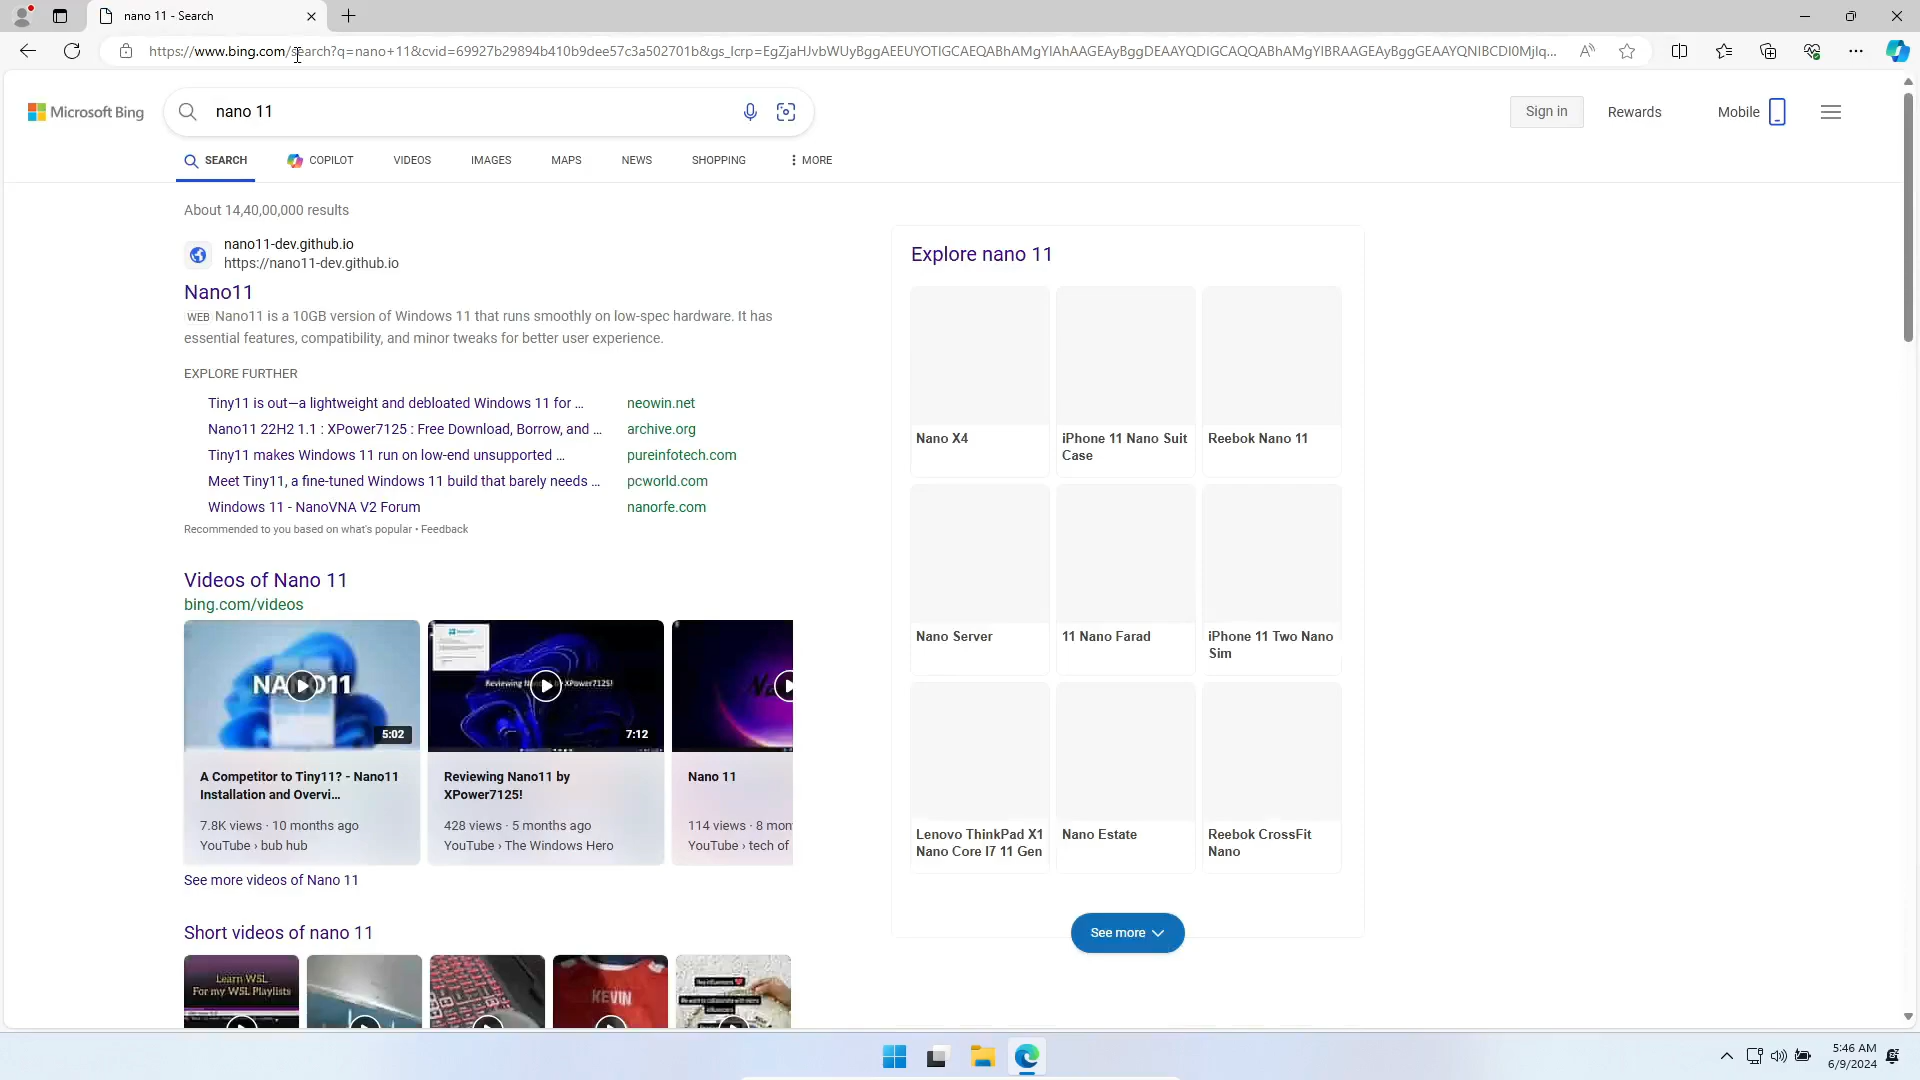 nano 11 - Search
https://www.bing.com/search?q=nano+11&cvid=69927b29894b410b9dee57c3a502701b&gs_lcrp=EgZjaHJvbWUyBggAEEUYOTIGCAEQABhAMgYIAhAAGEAyBggDEAAYQDIGCAQQABhAMgYIBRAAGEAyBggGEAAYQNIBCDI0MjIq...
Microsoft Bing
nano 11
Sign in
Rewards
Mobile
SEARCH
COPILOT
VIDEOS
IMAGES
MAPS
NEWS
SHOPPING
MORE
About 14,40,00,000 results
nano11-dev.github.io
https://nano11-dev.github.io
Nano11
WEB Nano11 is a 10GB version of Windows 11 that runs smoothly on low-spec hardware. It has
essential features, compatibility, and minor tweaks for better user experience.
EXPLORE FURTHER
Tiny11 is out—a lightweight and debloated Windows 11 for ... neowin.net
Nano11 22H2 1.1 : XPower7125 : Free Download, Borrow, and ... archive.org
Tiny11 makes Windows 11 run on low-end unsupported ... pureinfotech.com
Meet Tiny11, a fine-tuned Windows 11 build that barely needs ... pcworld.com
Windows 11 - NanoVNA V2 Forum nanorfe.com
Recommended to you based on what's popular • Feedback
Videos of Nano 11
bing.com/videos
NANO11
5:02
A Competitor to Tiny11? - Nano11
Installation and Overvi...
7.8K views · 10 months ago
YouTube › bub hub
Reviewing Nano11 by XPower7125!
7:12
Reviewing Nano11 by
XPower7125!
428 views · 5 months ago
YouTube › The Windows Hero
Nano 11
114 views · 8 mon
YouTube › tech of
See more videos of Nano 11
Short videos of nano 11
Learn WSL
For my WSL Playlists
KEVIN
Explore nano 11
Nano X4
iPhone 11 Nano Suit
Case
Reebok Nano 11
Nano Server
11 Nano Farad
iPhone 11 Two Nano
Sim
Lenovo ThinkPad X1
Nano Core I7 11 Gen
Nano Estate
Reebok CrossFit
Nano
See more
5:46 AM
6/9/2024